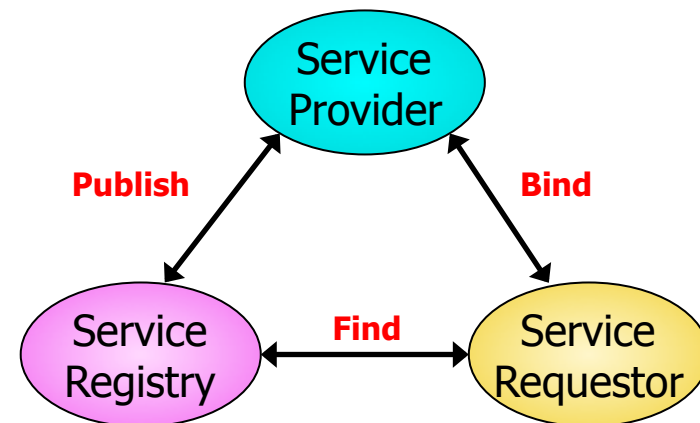 Service
Provider
Publish
Bind
Service
Registry
Find
Service
Requestor